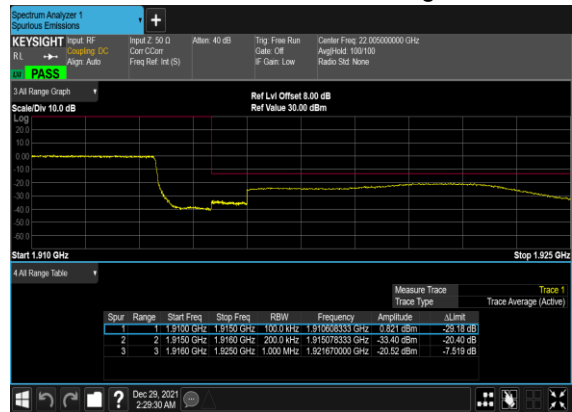 Spectrum Analyzer 1
Spurious Emissions
+
KEYSIGHT Input: RF Input Z: 50 Ω Atten: 40 dB Trig: Free Run Center Freq: 22.005000000 GHz
RL Coupling: DC Corr CCorr Gate: Off Avg|Hold: 100/100
Align: Auto Freq Ref: Int (S) IF Gain: Low Radio Std: None
PASS
3 All Range Graph
Ref Lvl Offset 8.00 dB
Scale/Div 10.0 dB Ref Value 30.00 dBm
Log
20.0
10.0
0.00
-10.0
-20.0
-30.0
-40.0
-50.0
-60.0
Start 1.910 GHz Stop 1.925 GHz
4 All Range Table
Measure Trace Trace 1
Trace Type Trace Average (Active)
Spur Range Start Freq Stop Freq RBW Frequency Amplitude ΔLimit
1 1 1.9100 GHz 1.9150 GHz 100.0 kHz 1.910608333 GHz 0.821 dBm -29.18 dB
2 2 1.9150 GHz 1.9160 GHz 200.0 kHz 1.915078333 GHz -33.40 dBm -20.40 dB
3 3 1.9160 GHz 1.9250 GHz 1.000 MHz 1.921670000 GHz -20.52 dBm -7.519 dB
? Dec 29, 2021
2:29:30 AM